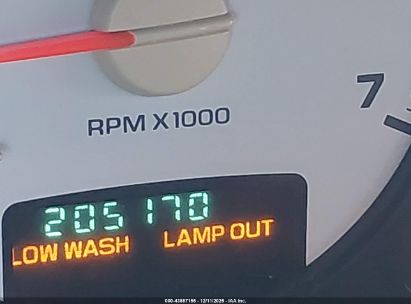 7
RPM X1000
205170
LOW WASH LAMP OUT